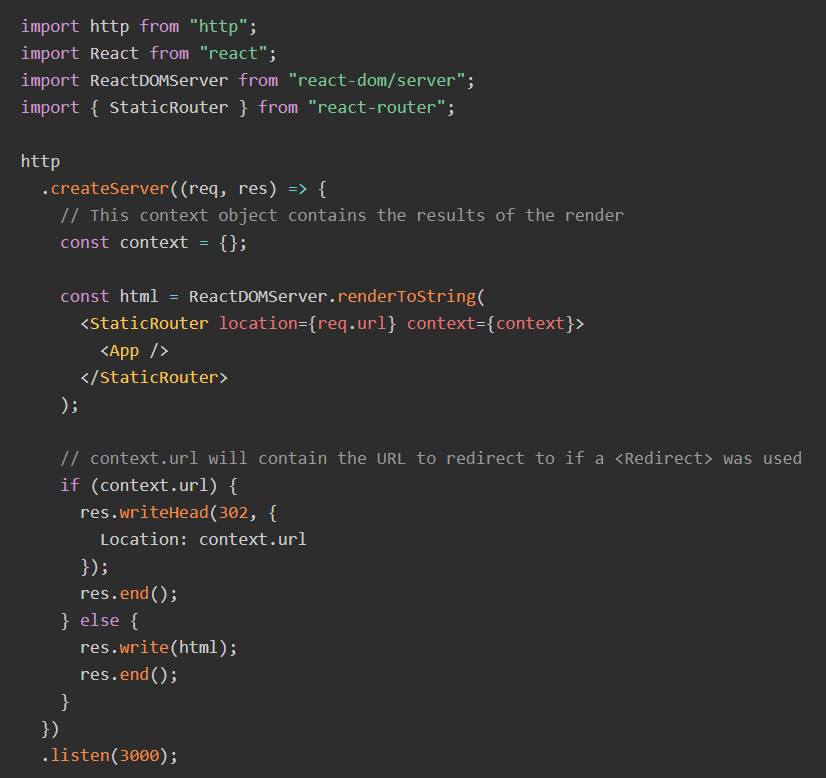 import http from "http";
import React from "react";
import ReactDOMServer from "react-dom/server";
import { StaticRouter } from "react-router";

http
  .createServer((req, res) => {
    // This context object contains the results of the render
    const context = {};

    const html = ReactDOMServer.renderToString(
      <StaticRouter location={req.url} context={context}>
        <App />
      </StaticRouter>
    );

    // context.url will contain the URL to redirect to if a <Redirect> was used
    if (context.url) {
      res.writeHead(302, {
        Location: context.url
      });
      res.end();
    } else {
      res.write(html);
      res.end();
    }
  })
  .listen(3000);